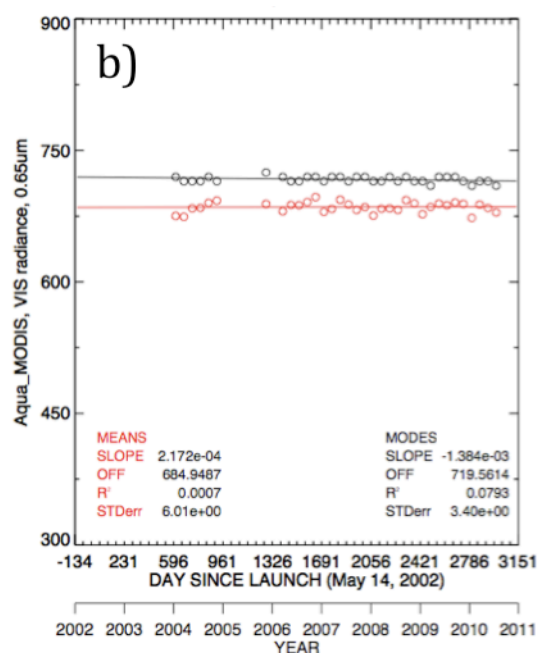 b)
900
750
600
450
300
Aqua_MODIS, VIS radiance, 0.65um
MEANS
SLOPE 2.172e-04
OFF 684.9487
R² 0.0007
STDerr 6.01e+00
MODES
SLOPE -1.384e-03
OFF 719.5614
R² 0.0793
STDerr 3.40e+00
-134 231 596 961 1326 1691 2056 2421 2786 3151
DAY SINCE LAUNCH (May 14, 2002)
2002 2003 2004 2005 2006 2007 2008 2009 2010 2011
YEAR